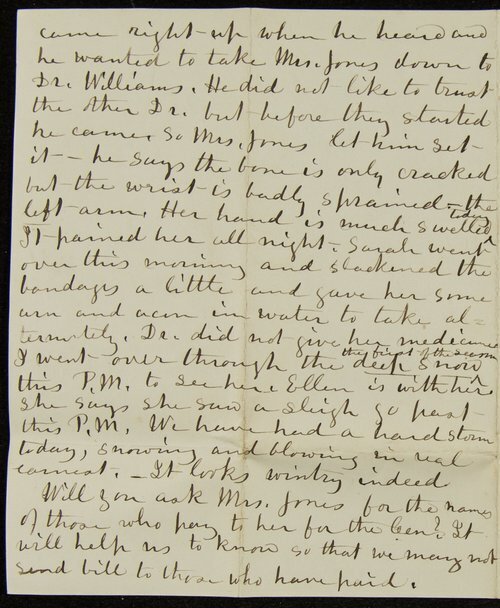 came right up when he heard and
he wanted to take Mrs. Jones down to
Dr. Williams. He did not like to trust
the other Dr. but before they started
he came. So Mrs. Jones let him set
it – he says the bone is only cracked
but the wrist is badly sprained – the
left arm. Her hand is much swelled
today
It pained her all night. Sarah went
over this morning and slackened the
bandages a little and gave her some
arn and acon in water to take al-
ternately. Dr. did not give her medicine
the first of the season
I went over through the deep snow
this P.M. to see her. Ellen is with her
she says she saw a sleigh go past
this P.M. We have had a hard storm
today, snowing and blowing in real
earnest. – It looks wintry indeed
Will you ask Mrs. Jones for the names
of those who pay to her for the Cen? It
will help us to know so that we may not
send bill to those who have paid.